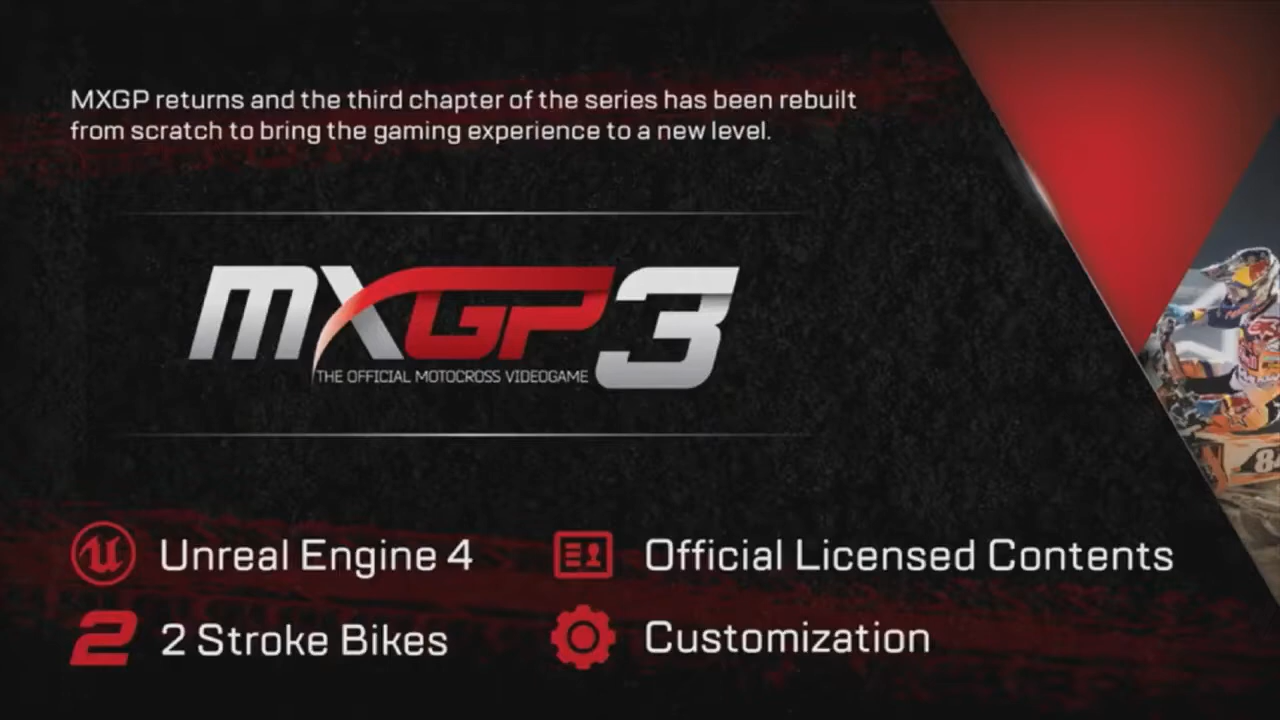 MXGP returns and the third chapter of the series has been rebuilt
from scratch to bring the gaming experience to a new level.
MXGP3
THE OFFICIAL MOTOCROSS VIDEOGAME
Unreal Engine 4
Official Licensed Contents
2 2 Stroke Bikes
Customization